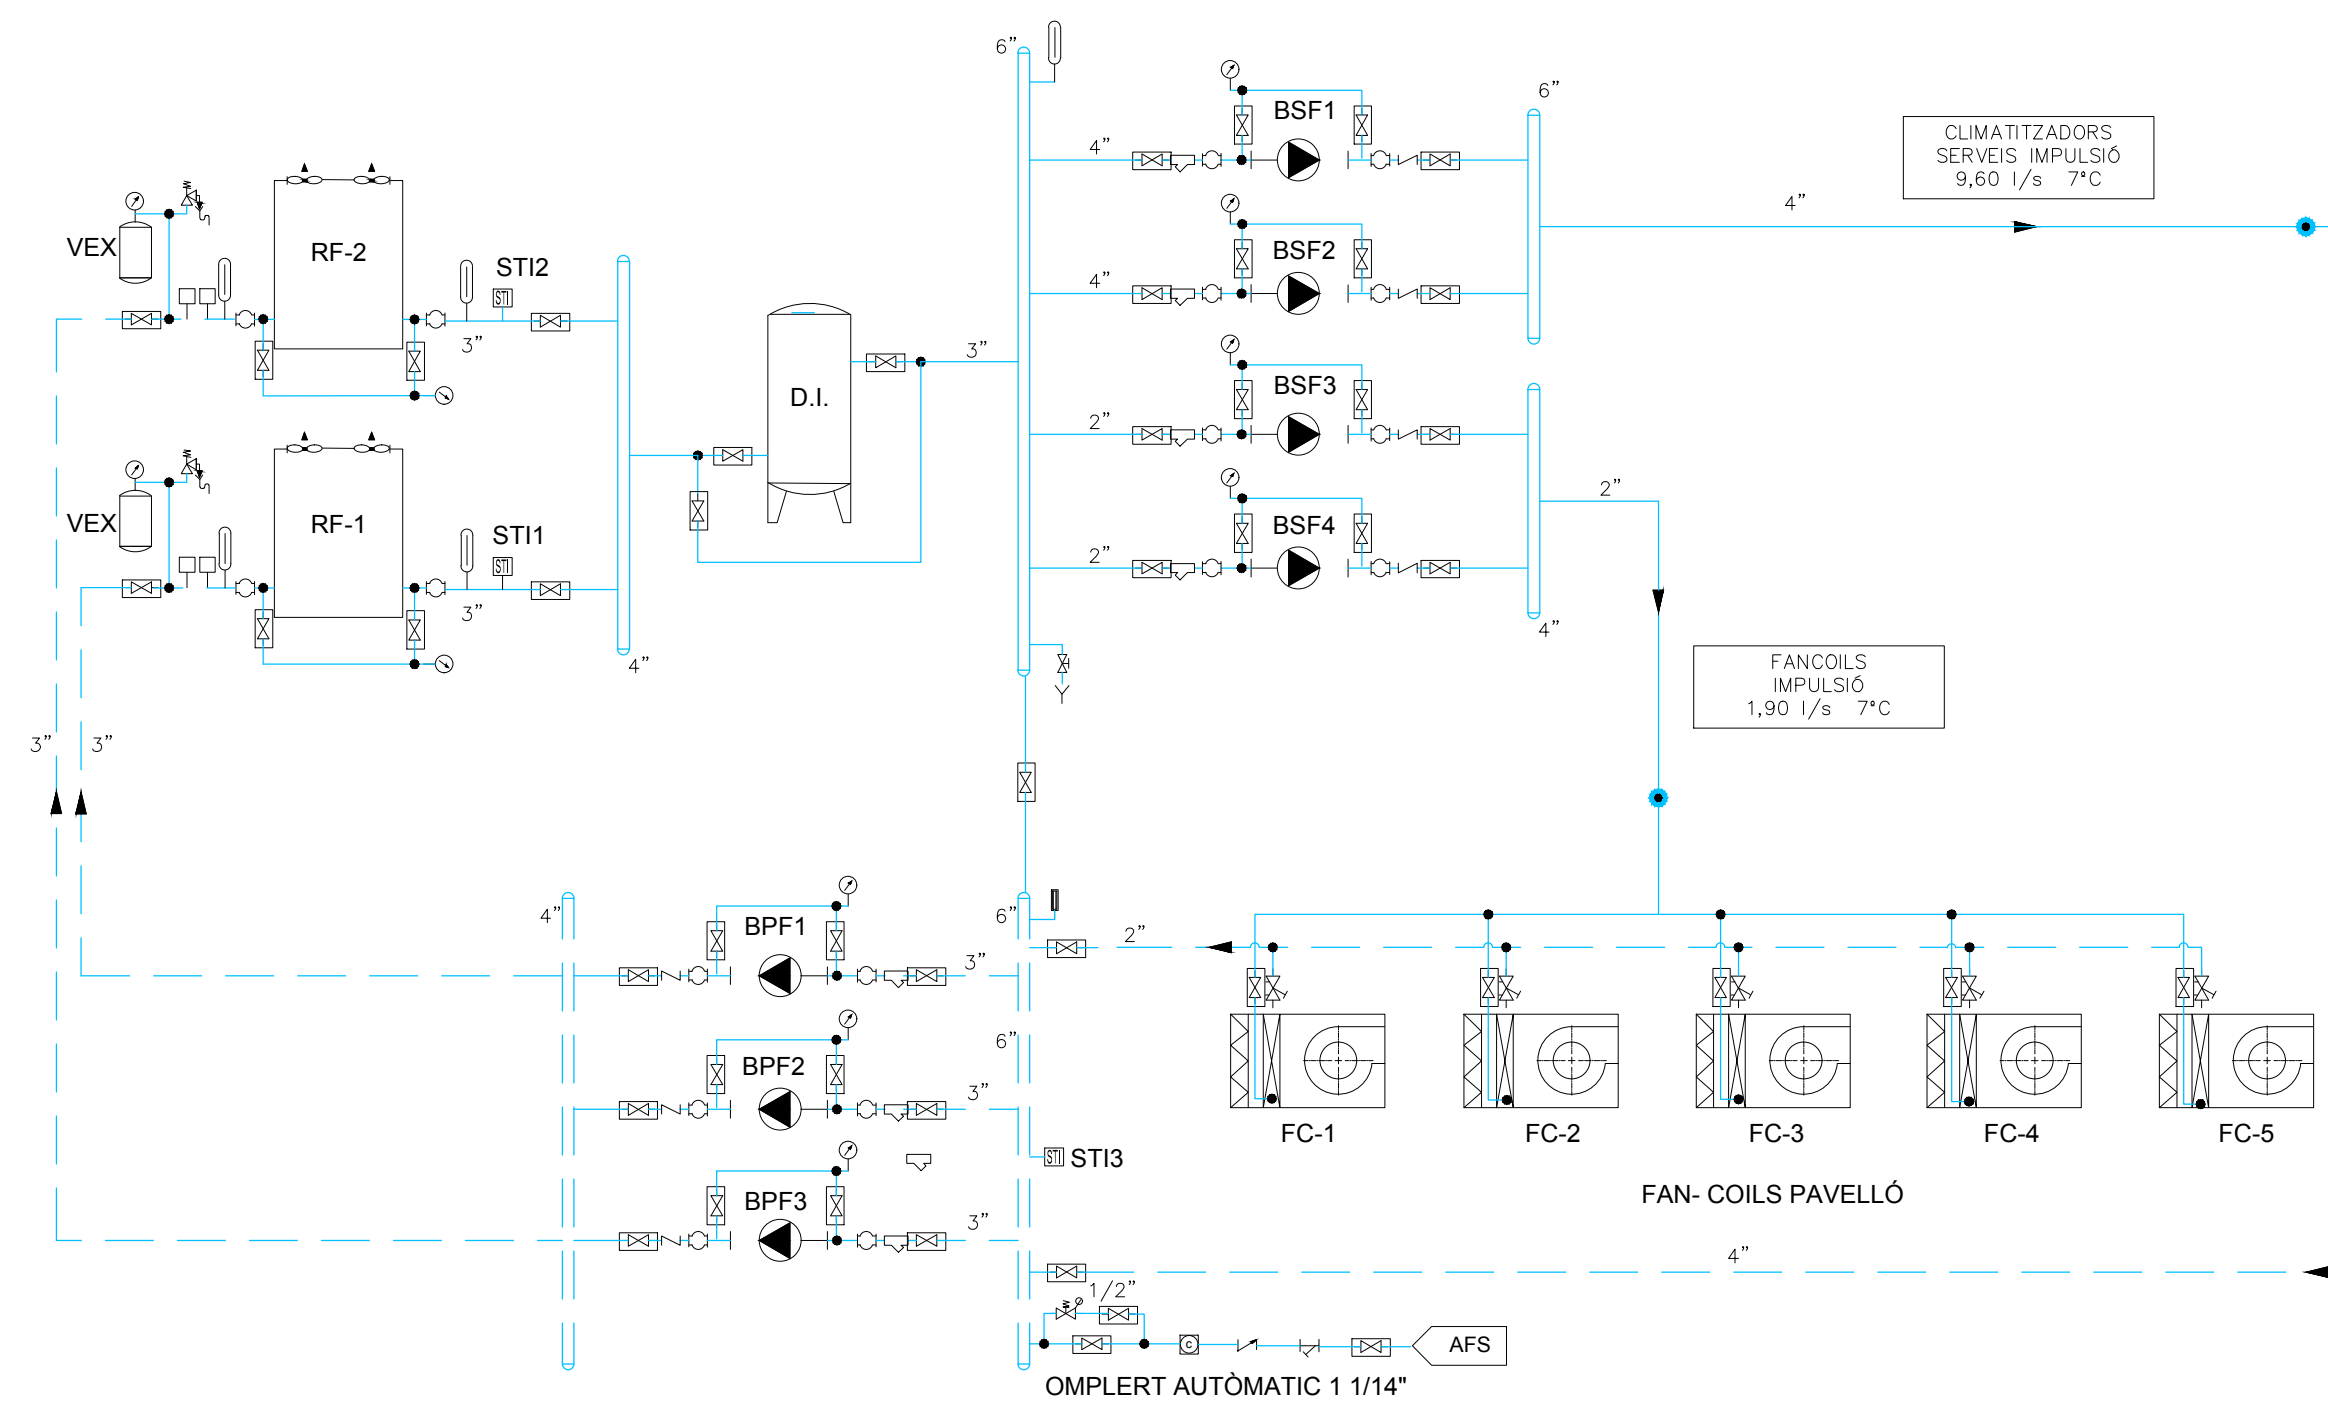 6”
6”
BSF1
CLIMATITZADORS
SERVEIS IMPULSIÓ
9,60 l/s 7ºC
4”
4”
BSF2
4”
VEX
RF-2
STI2
3”
3”
STI
BSF3
D.I.
2”
2”
BSF4
2”
VEX
RF-1
STI1
STI
3”
4”
4”
FANCOILS
IMPULSIÓ
1,90 l/s 7ºC
3”
3”
4”
BPF1
6”
2”
3”
BPF2
6”
3”
FC-1
FC-2
FC-3
FC-4
FC-5
STI
STI3
BPF3
3”
FAN- COILS PAVELLÓ
4”
1/2”
C
AFS
OMPLERT AUTÒMATIC 1 1/14"